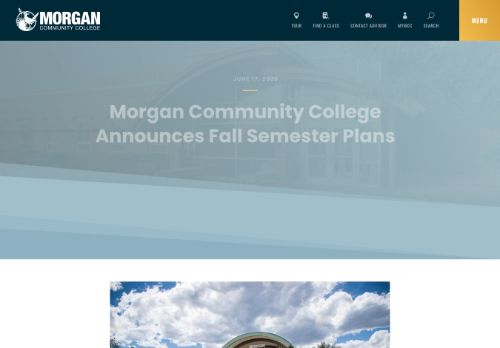 MORGAN
COMMUNITY COLLEGE
TOUR
FIND A CLASS
CONTACT ADVISOR
MYMCC
SEARCH
MENU
JUNE 17, 2020
Morgan Community College
Announces Fall Semester Plans